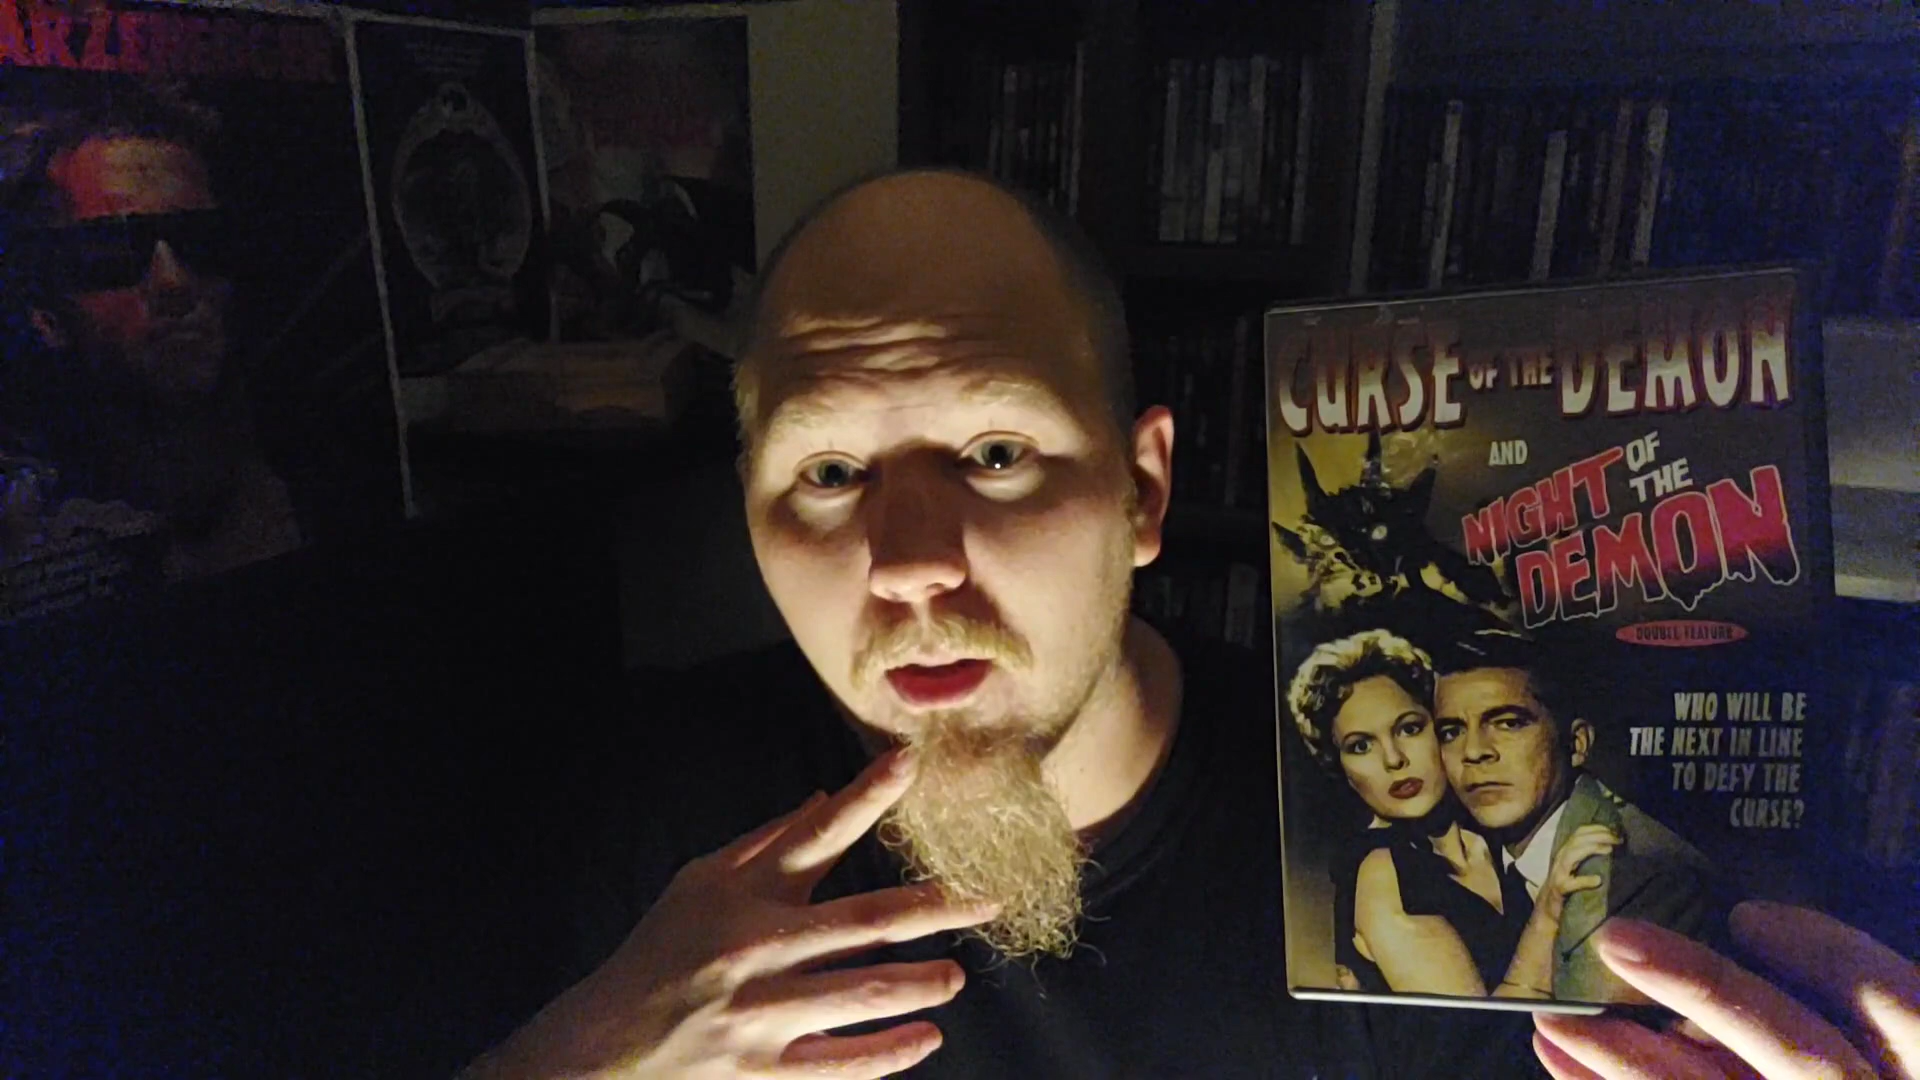 CURSE OF THE DEMON
AND
NIGHT OF
THE
DEMON
DOUBLE FEATURE
WHO WILL BE
THE NEXT IN LINE
TO DEFY THE
CURSE?